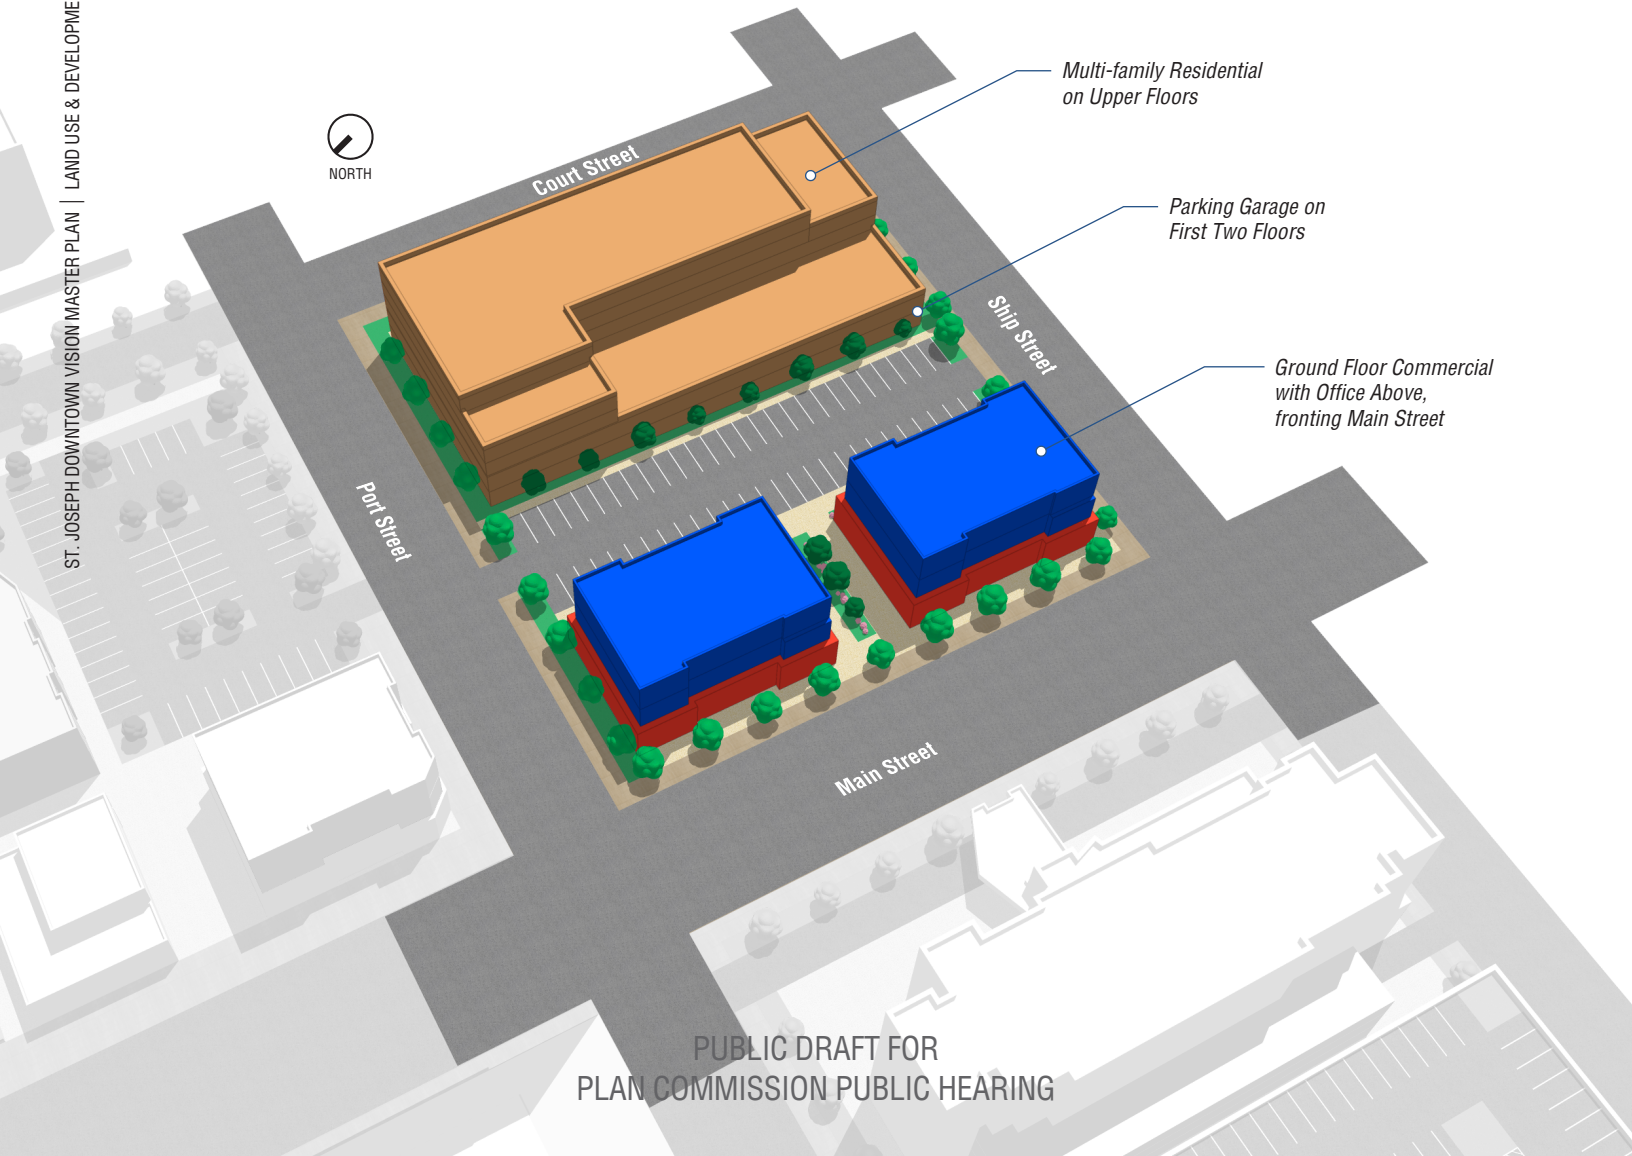 ST. JOSEPH DOWNTOWN VISION MASTER PLAN | LAND USE & DEVELOPME
NORTH
Court Street
Multi-family Residential
on Upper Floors
Parking Garage on
First Two Floors
Ship Street
Ground Floor Commercial
with Office Above,
fronting Main Street
Port Street
Main Street
PUBLIC DRAFT FOR
PLAN COMMISSION PUBLIC HEARING